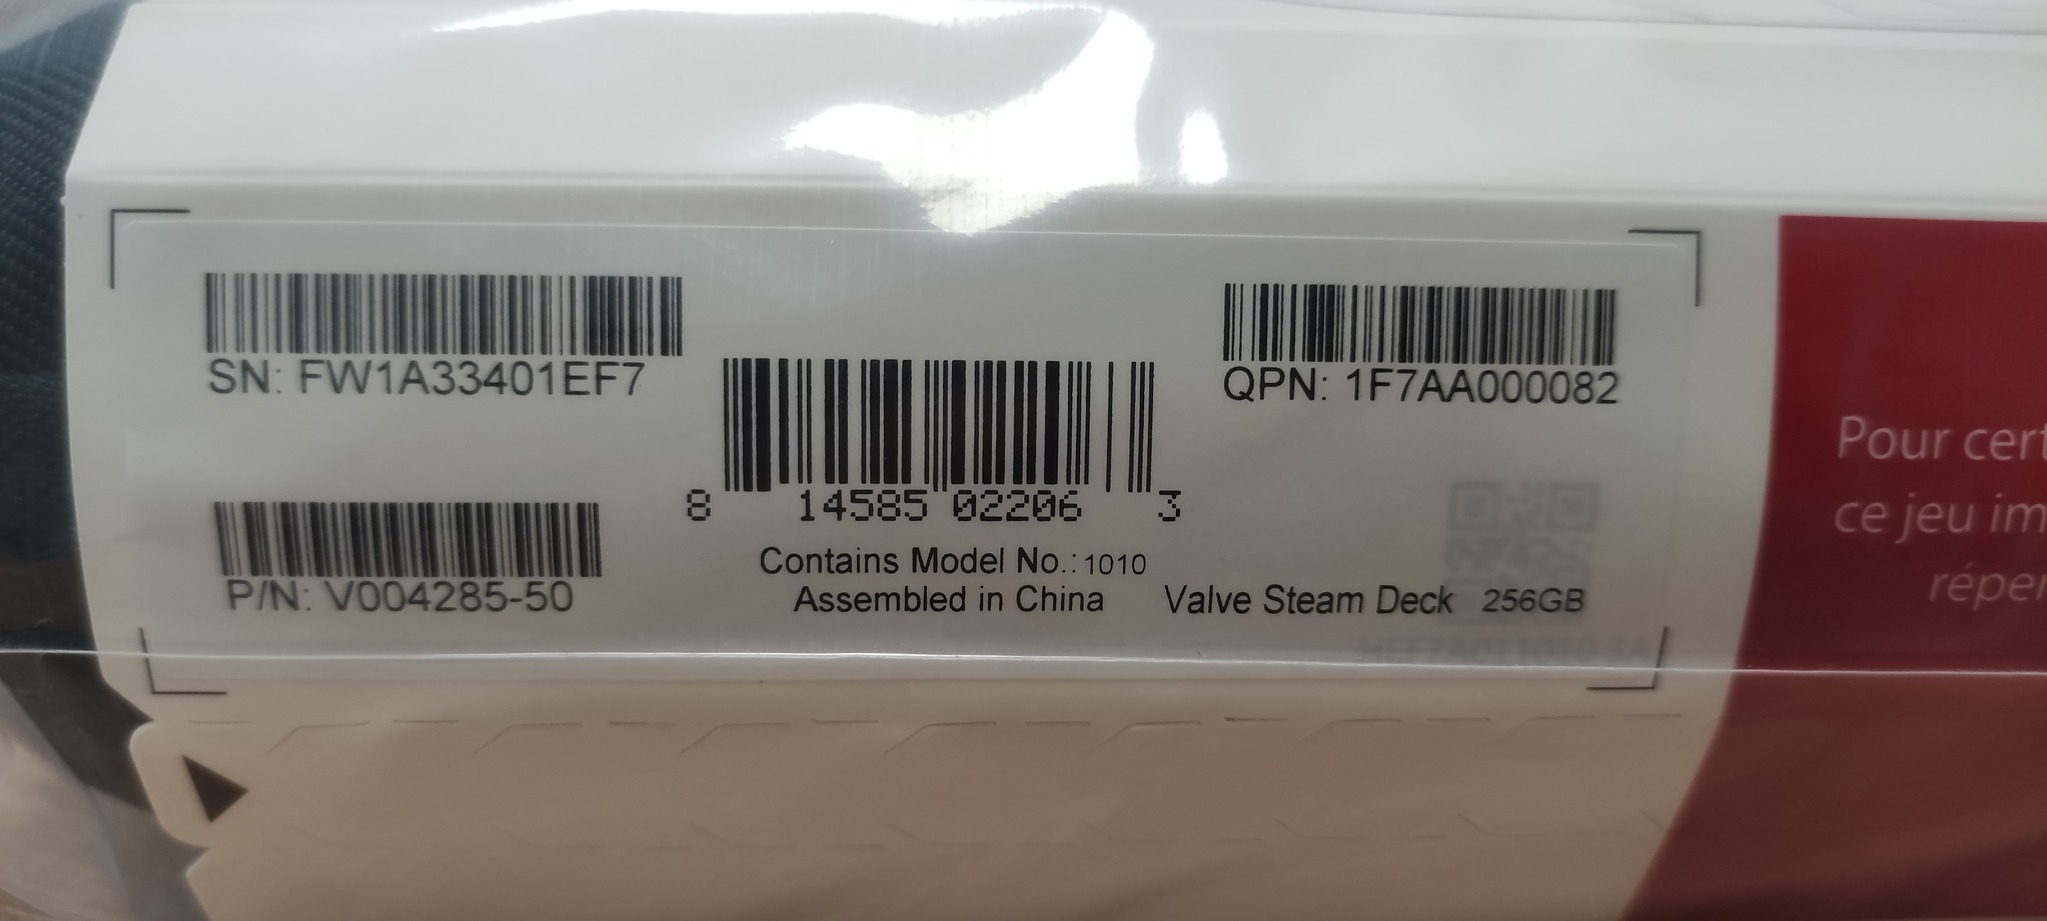 SN: FW1A33401EF7
QPN: 1F7AA000082
8 14585 02206 3
P/N: V004285-50
Contains Model No.: 1010
Assembled in China
Valve Steam Deck 256GB
Pour cert
ce jeu im
réper